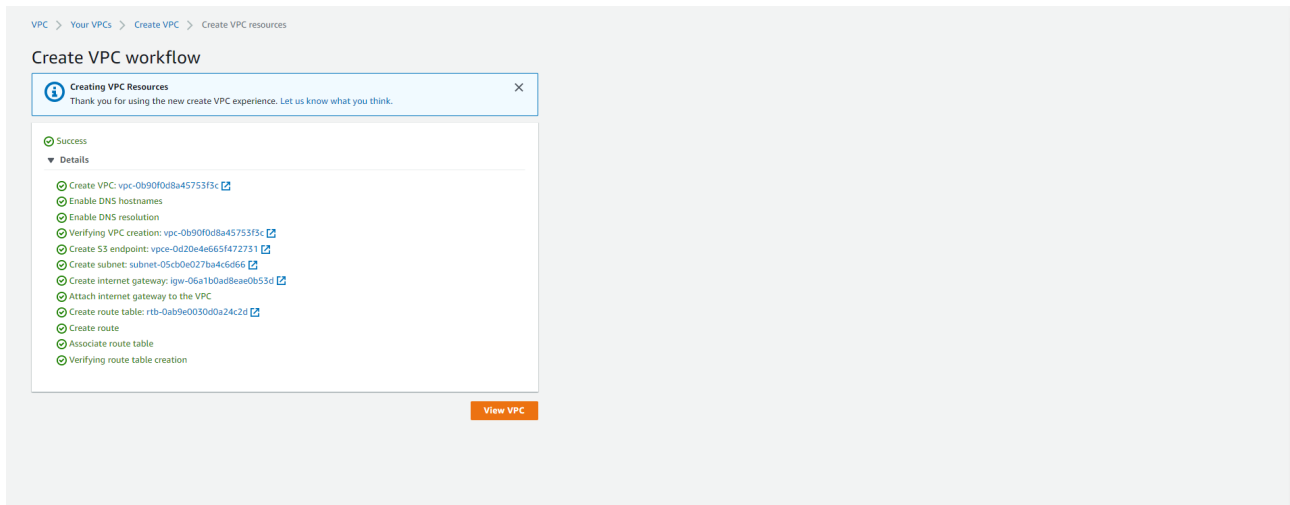 VPC > Your VPCs > Create VPC > Create VPC resources
Create VPC workflow
Creating VPC Resources
Thank you for using the new create VPC experience. Let us know what you think.
Success
Details
Create VPC: vpc-0b90f0d8a45753f3c
Enable DNS hostnames
Enable DNS resolution
Verifying VPC creation: vpc-0b90f0d8a45753f3c
Create S3 endpoint: vpce-0d20e4e665f472731
Create subnet: subnet-05cb0e027ba4c6d66
Create internet gateway: igw-06a1b0ad8eae0b53d
Attach internet gateway to the VPC
Create route table: rtb-0ab9e0030d0a24c2d
Create route
Associate route table
Verifying route table creation
View VPC